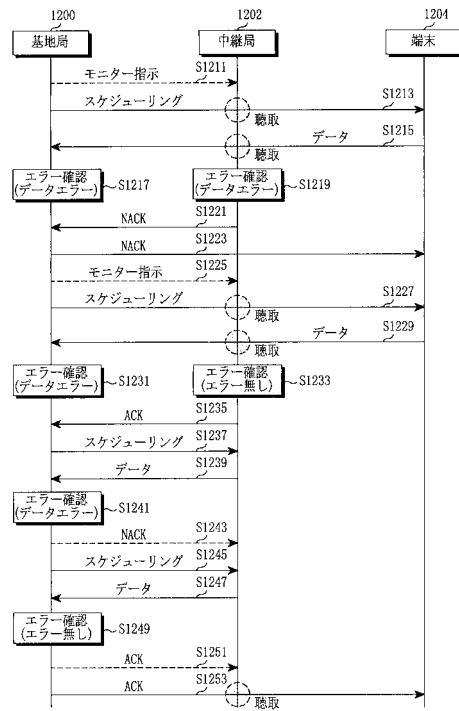 1200
1202
1204
基地局
中継局
端末
S1211
モニター指示
S1213
スケジューリング
聴取
S1215
データ
聴取
エラー確認
(データエラー)
S1217
エラー確認
(データエラー)
S1219
S1221
NACK
S1223
NACK
S1225
モニター指示
S1227
スケジューリング
聴取
S1229
データ
聴取
エラー確認
(データエラー)
S1231
エラー確認
(エラー無し)
S1233
S1235
ACK
S1237
スケジューリング
S1239
データ
エラー確認
(データエラー)
S1241
S1243
NACK
S1245
スケジューリング
S1247
データ
エラー確認
(エラー無し)
S1249
S1251
ACK
S1253
ACK
聴取